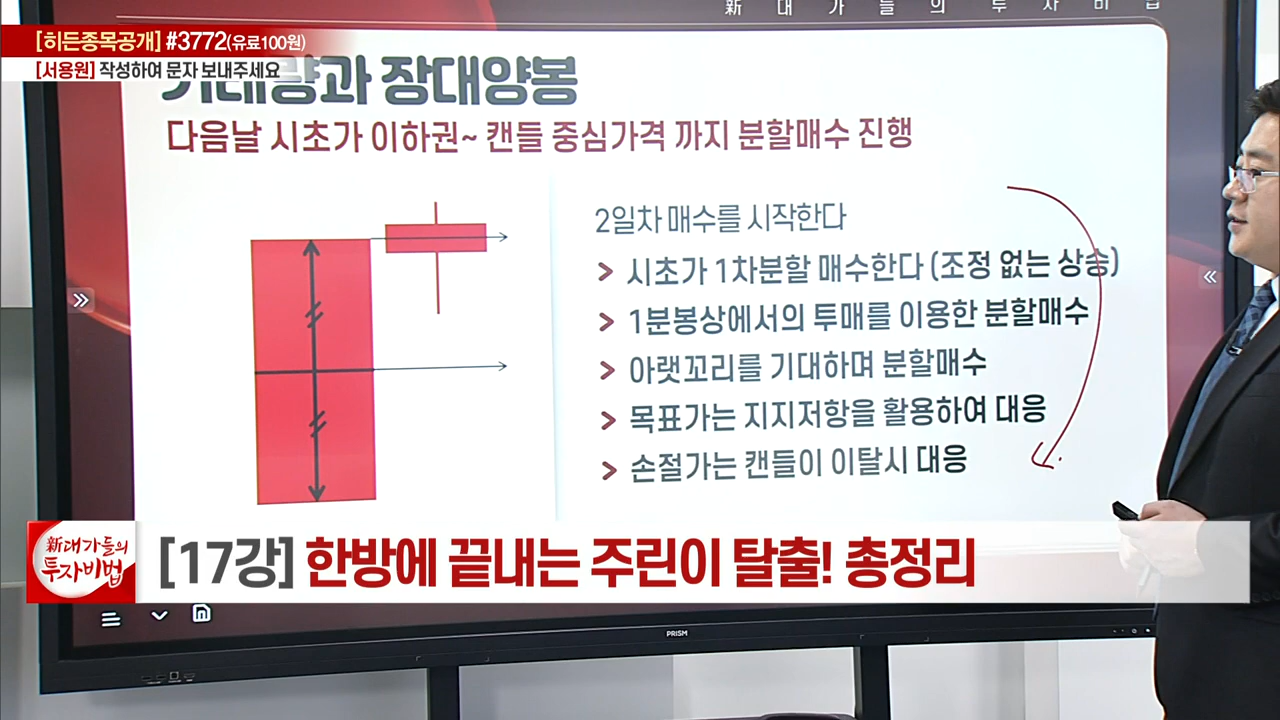 新 대 가 들 의 투 자 비 법
[히든종목공개] #3772(유료100원)
[서용원] 작성하여 문자 보내주세요
장대양봉
다음날 시초가 이하권~ 캔들 중심가격 까지 분할매수 진행
2일차 매수를 시작한다
시초가 1차분할 매수한다 (조정 없는 상승)
1분봉상에서의 투매를 이용한 분할매수
아랫꼬리를 기대하며 분할매수
목표가는 지지저항을 활용하여 대응
손절가는 캔들이 이탈시 대응
新대가들의
투자비법
[17강] 한방에 끝내는 주린이 탈출! 총정리
PRISM